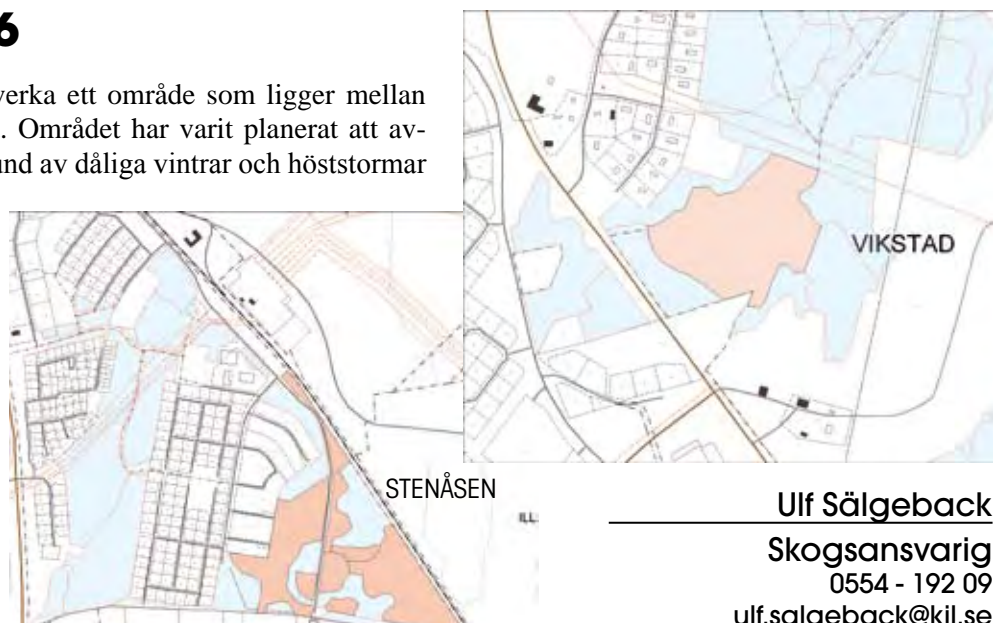 6
verka ett område som ligger mellan
. Området har varit planerat att av-
und av dåliga vintrar och höststormar
VIKSTAD
STENÅSEN
ILL
Ulf Sälgeback
Skogsansvarig
0554 - 192 09
ulf.salgeback@kil.se